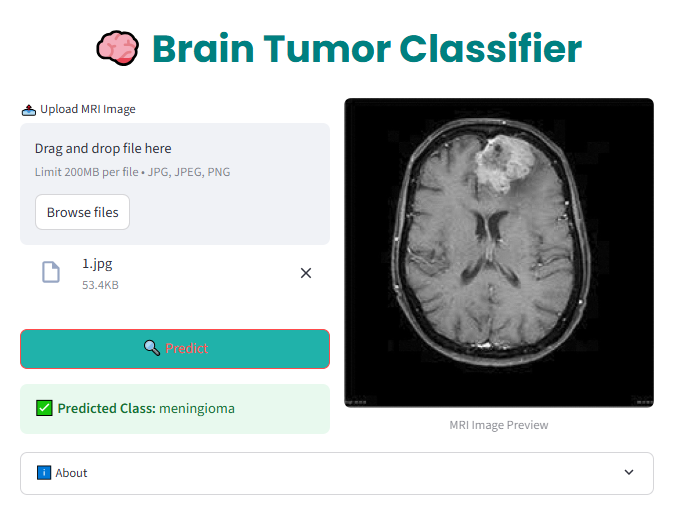 Brain Tumor Classifier
Upload MRI Image
Drag and drop file here
Limit 200MB per file • JPG, JPEG, PNG
Browse files
1.jpg
53.4KB
Predict
Predicted Class: meningioma
MRI Image Preview
About